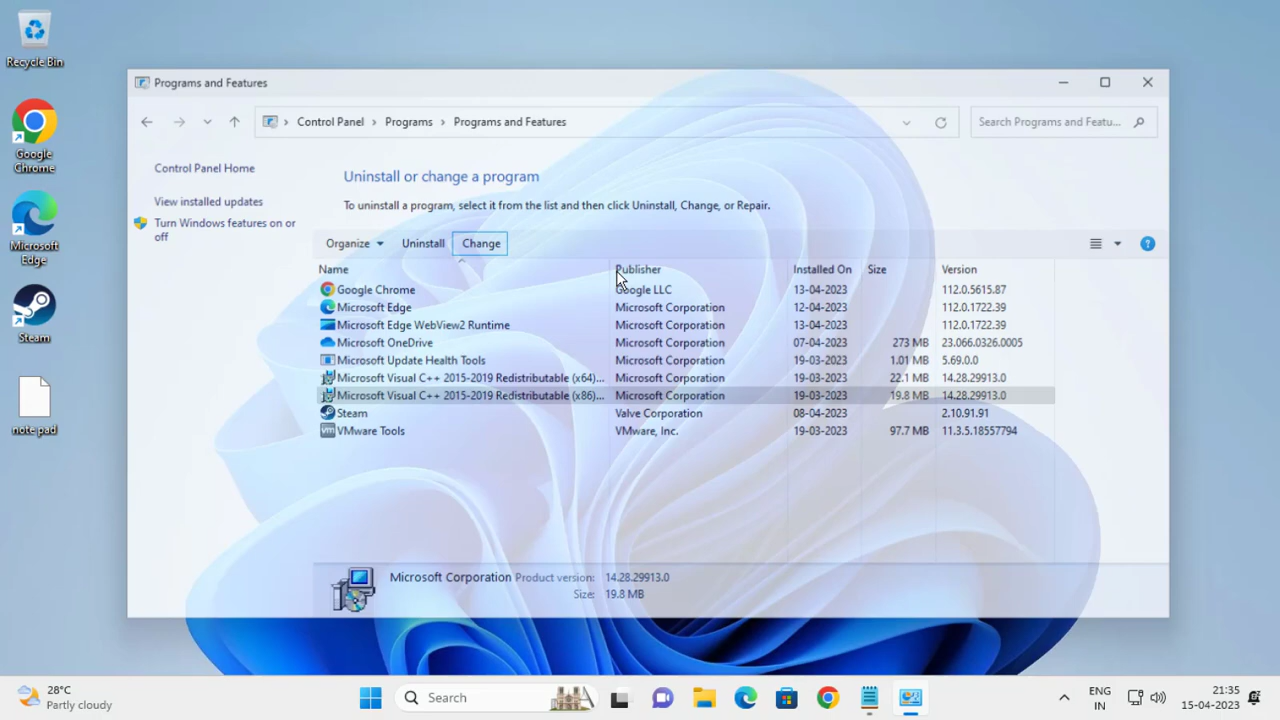 Recycle Bin
Google
Chrome
Microsoft
Edge
Steam
note pad
Programs and Features
Control Panel > Programs > Programs and Features
Search Programs and Featu...
Control Panel Home
View installed updates
Turn Windows features on or
off
Uninstall or change a program
To uninstall a program, select it from the list and then click Uninstall, Change, or Repair.
Organize Uninstall Change
Name Publisher Installed On Size Version
Google Chrome Google LLC 13-04-2023 112.0.5615.87
Microsoft Edge Microsoft Corporation 12-04-2023 112.0.1722.39
Microsoft Edge WebView2 Runtime Microsoft Corporation 13-04-2023 112.0.1722.39
Microsoft OneDrive Microsoft Corporation 07-04-2023 273 MB 23.066.0326.0005
Microsoft Update Health Tools Microsoft Corporation 19-03-2023 1.01 MB 5.69.0.0
Microsoft Visual C++ 2015-2019 Redistributable (x64)... Microsoft Corporation 19-03-2023 22.1 MB 14.28.29913.0
Microsoft Visual C++ 2015-2019 Redistributable (x86)... Microsoft Corporation 19-03-2023 19.8 MB 14.28.29913.0
Steam Valve Corporation 08-04-2023 2.10.91.91
VMware Tools VMware, Inc. 19-03-2023 97.7 MB 11.3.5.18557794
Microsoft Corporation Product version: 14.28.29913.0
Size: 19.8 MB
28°C
Partly cloudy
Search
ENG
IN
21:35
15-04-2023